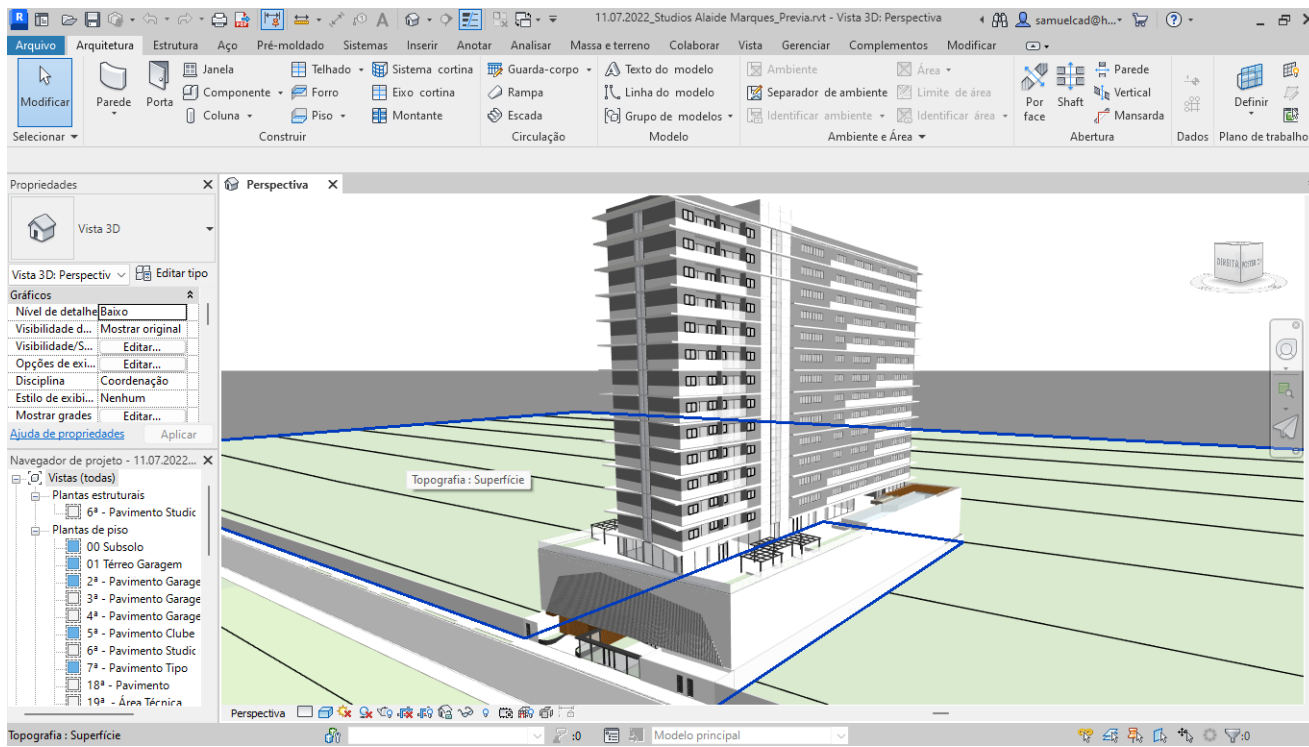 11.07.2022_Studios Alaide Marques_Previa.rvt - Vista 3D: Perspectiva samuelcad@h...
Arquivo Arquitetura Estrutura Aço Pré-moldado Sistemas Inserir Anotar Analisar Massa e terreno Colaborar Vista Gerenciar Complementos Modificar
Modificar
Selecionar
Parede
Porta
Janela
Componente
Coluna
Telhado
Forro
Piso
Sistema cortina
Eixo cortina
Montante
Construir
Guarda-corpo
Rampa
Escada
Circulação
Texto do modelo
Linha do modelo
Grupo de modelos
Modelo
Ambiente
Separador de ambiente
Identificar ambiente
Área
Limite de área
Identificar área
Ambiente e Área
Por face
Shaft
Parede
Vertical
Mansarda
Abertura
Dados
Definir
Plano de trabalho
Propriedades
Vista 3D
Vista 3D: Perspectiv Editar tipo
Gráficos
Nível de detalhe Baixo
Visibilidade d... Mostrar original
Visibilidade/S... Editar...
Opções de exi... Editar...
Disciplina Coordenação
Estilo de exibi... Nenhum
Mostrar grades Editar...
Ajuda de propriedades Aplicar
Navegador de projeto - 11.07.2022...
Vistas (todas)
Plantas estruturais
6ª - Pavimento Studic
Plantas de piso
00 Subsolo
01 Térreo Garagem
2ª - Pavimento Garage
3ª - Pavimento Garage
4ª - Pavimento Garage
5ª - Pavimento Clube
6ª - Pavimento Studic
7ª - Pavimento Tipo
18ª - Pavimento
19ª - Área Técnica
Perspectiva
DIREITA
Topografia : Superfície
Perspectiva
Topografia : Superfície
:0
Modelo principal
:0